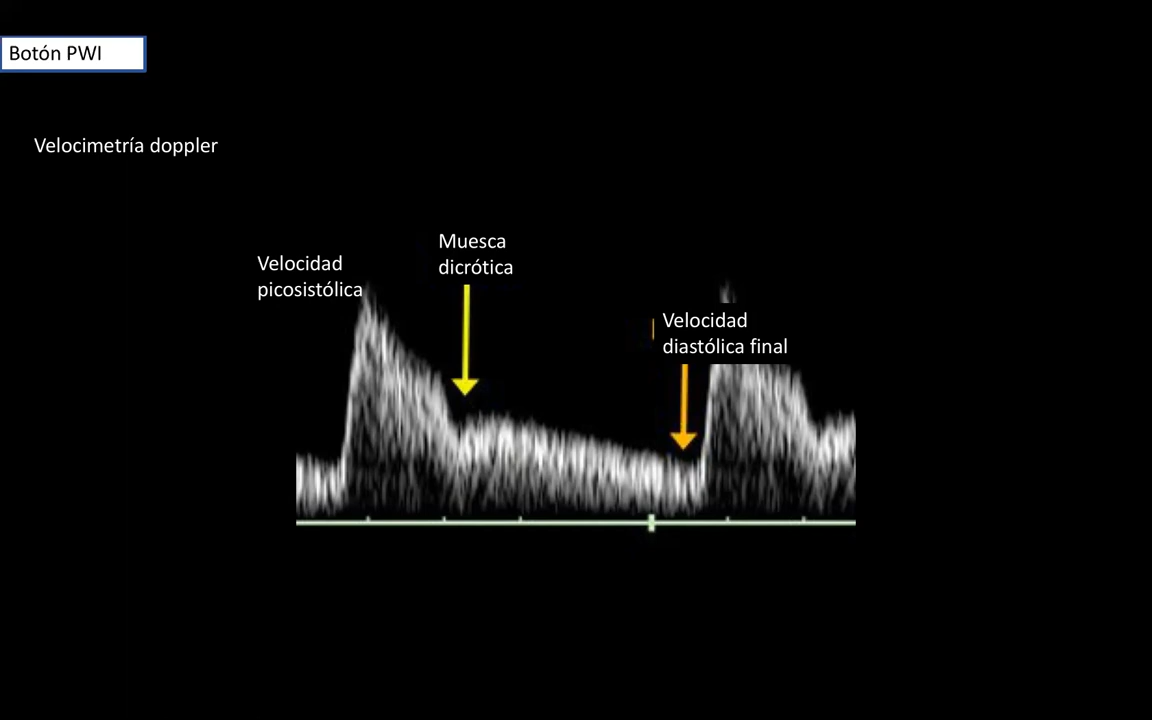 Botón PWI
Velocimetría doppler
Muesca
dicrótica
Velocidad
picosistólica
Velocidad
diastólica final